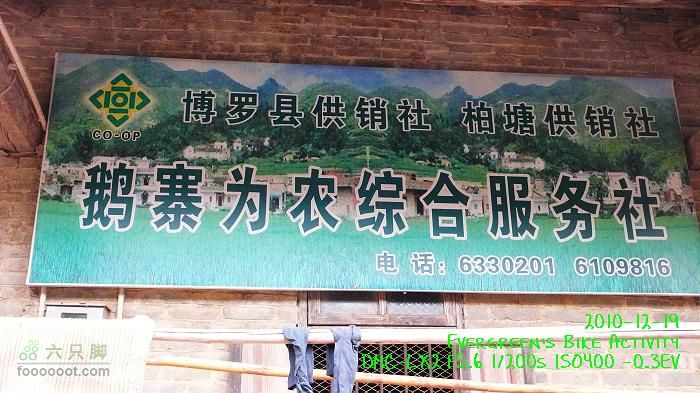 CO-OP
博罗县供销社 柏塘供销社
鹅寨为农综合服务社
电话：6330201 6109816
2010-12-19
EVERGREEN'S BIKE ACTIVITY
DMC-LX2 F5.6 1/200s ISO400 -0.3EV
六只脚
foooooot.com